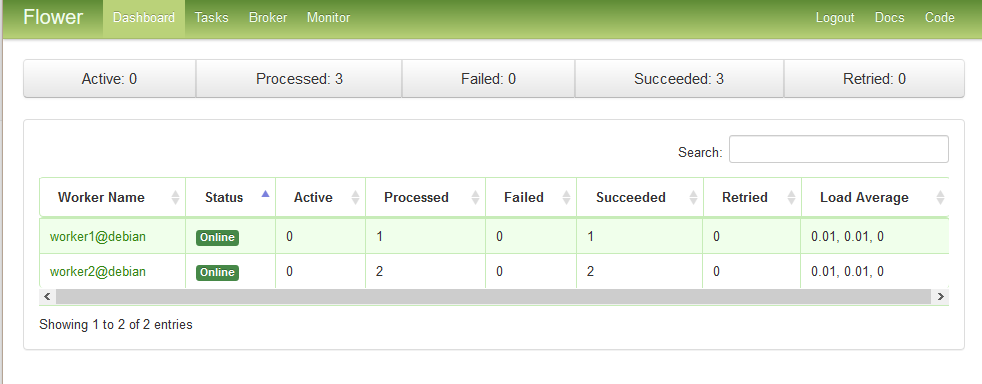 Flower Dashboard Tasks Broker Monitor Logout Docs Code
Active: 0 Processed: 3 Failed: 0 Succeeded: 3 Retried: 0
Search:
Worker Name Status Active Processed Failed Succeeded Retried Load Average
worker1@debian Online 0 1 0 1 0 0.01, 0.01, 0
worker2@debian Online 0 2 0 2 0 0.01, 0.01, 0
Showing 1 to 2 of 2 entries